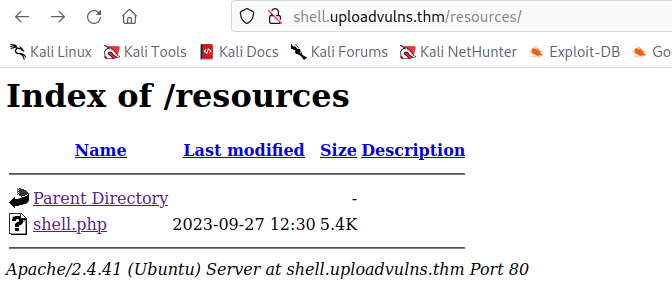 shell.uploadvulns.thm/resources/
Kali Linux Kali Tools Kali Docs Kali Forums Kali NetHunter Exploit-DB Go
Index of /resources
Name Last modified Size Description
Parent Directory -
shell.php 2023-09-27 12:30 5.4K
Apache/2.4.41 (Ubuntu) Server at shell.uploadvulns.thm Port 80